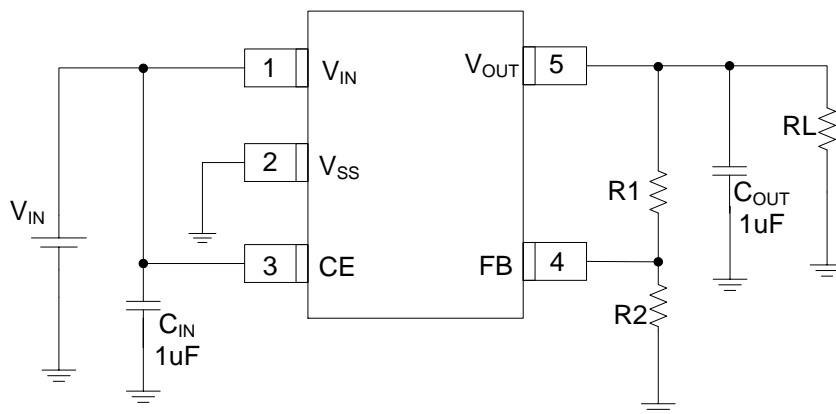 1
V_IN
V_OUT
5
2
V_SS
RL
R1
C_OUT
1uF
V_IN
3
CE
FB
4
C_IN
1uF
R2